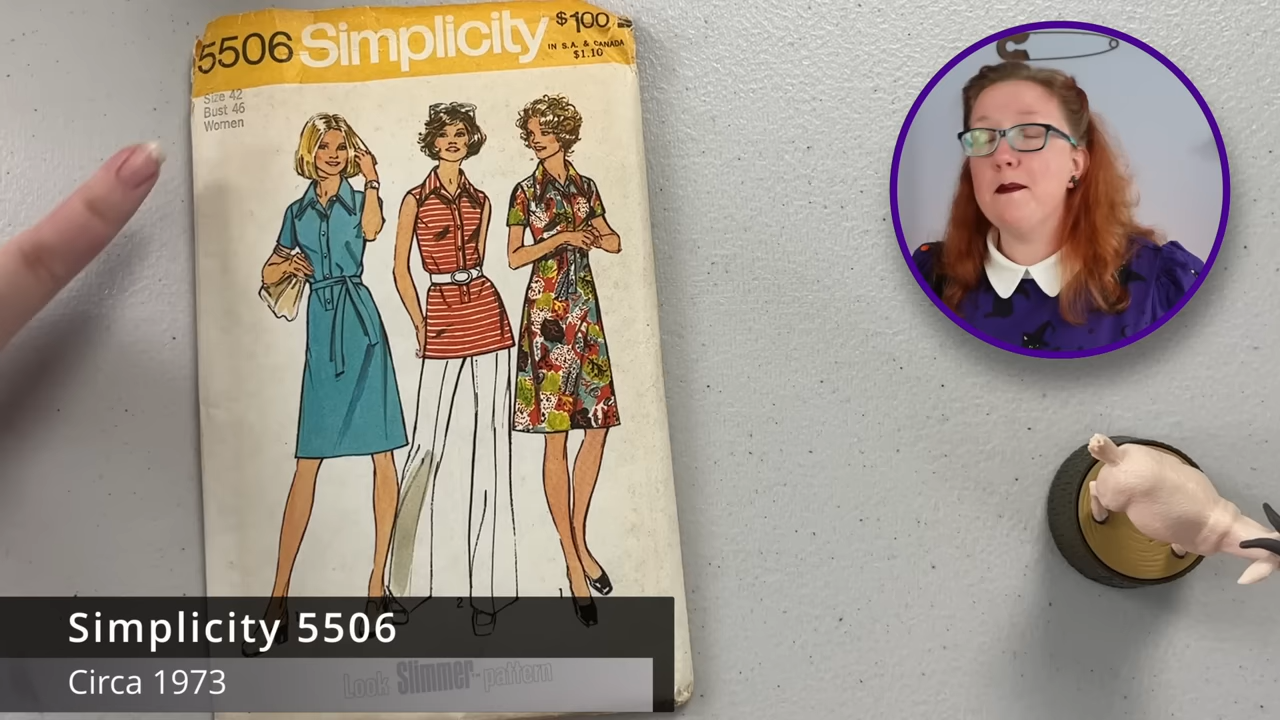 5506 Simplicity $1.00
IN S.A. & CANADA
$1.10
Size 42
Bust 46
Women
2
1
Look Slimmer-pattern
Simplicity 5506
Circa 1973